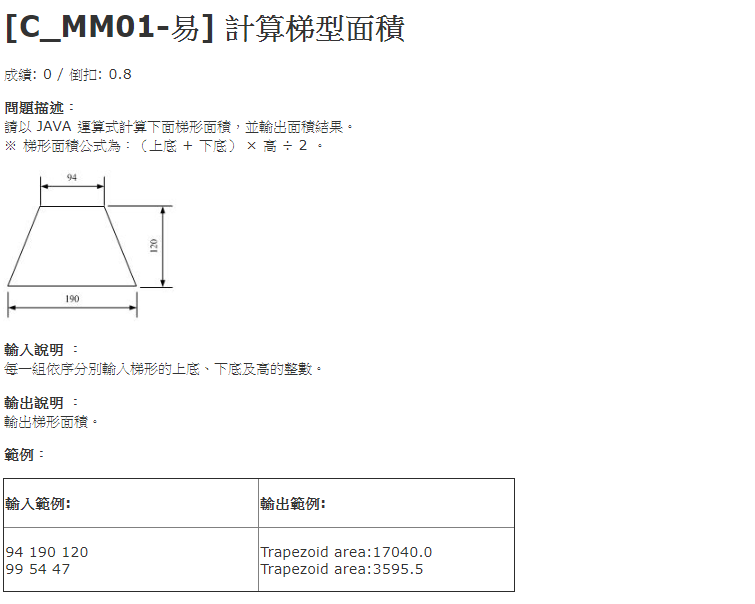 [C_MM01-易] 計算梯型面積
成績: 0 / 倒扣: 0.8
問題描述：
請以 JAVA 運算式計算下面梯形面積，並輸出面積結果。
※ 梯形面積公式為：（上底 + 下底） × 高 ÷ 2 。
94
120
190
輸入說明 ：
每一組依序分別輸入梯形的上底、下底及高的整數。
輸出說明 ：
輸出梯形面積。
範例：
輸入範例: 輸出範例:
94 190 120 Trapezoid area:17040.0
99 54 47 Trapezoid area:3595.5